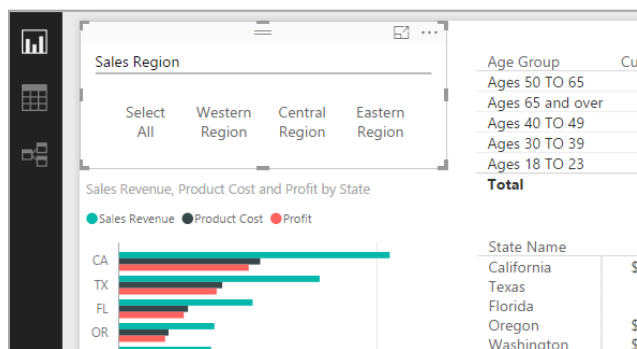 Sales Region
Select All
Western Region
Central Region
Eastern Region
Sales Revenue, Product Cost and Profit by State
Sales Revenue Product Cost Profit
CA
TX
FL
OR
Age Group Cu
Ages 50 TO 65
Ages 65 and over
Ages 40 TO 49
Ages 30 TO 39
Ages 18 TO 23
Total
State Name
California $
Texas
Florida
Oregon $
Washington $